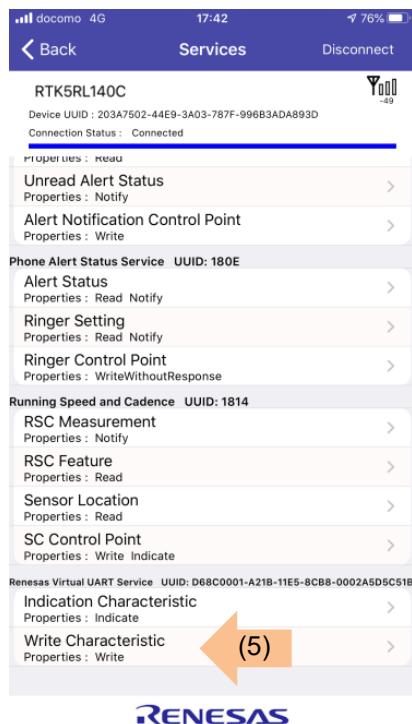 docomo 4G 17:42 76%
Back Services Disconnect
RTK5RL140C
-49
Device UUID : 203A7502-44E9-3A03-787F-996B3ADA893D
Connection Status : Connected
Properties : Read
Unread Alert Status
Properties : Notify
Alert Notification Control Point
Properties : Write
Phone Alert Status Service UUID: 180E
Alert Status
Properties : Read Notify
Ringer Setting
Properties : Read Notify
Ringer Control Point
Properties : WriteWithoutResponse
Running Speed and Cadence UUID: 1814
RSC Measurement
Properties : Notify
RSC Feature
Properties : Read
Sensor Location
Properties : Read
SC Control Point
Properties : Write Indicate
Renesas Virtual UART Service UUID: D68C0001-A21B-11E5-8CB8-0002A5D5C51B
Indication Characteristic
Properties : Indicate
Write Characteristic
Properties : Write
(5)
RENESAS